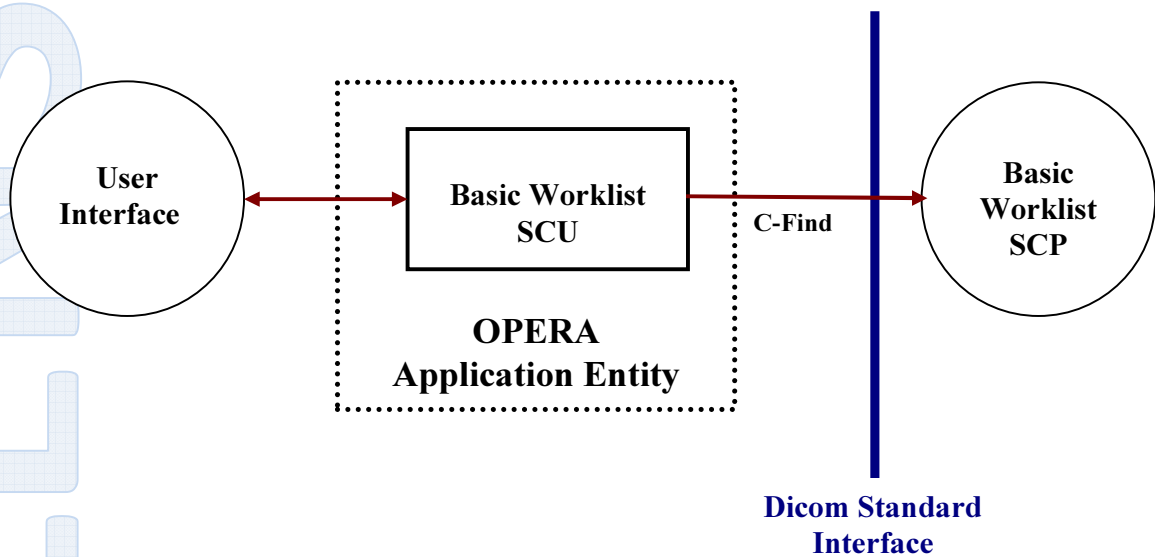 User
Interface
Basic Worklist
SCU
C-Find
Basic
Worklist
SCP
OPERA
Application Entity
Dicom Standard
Interface